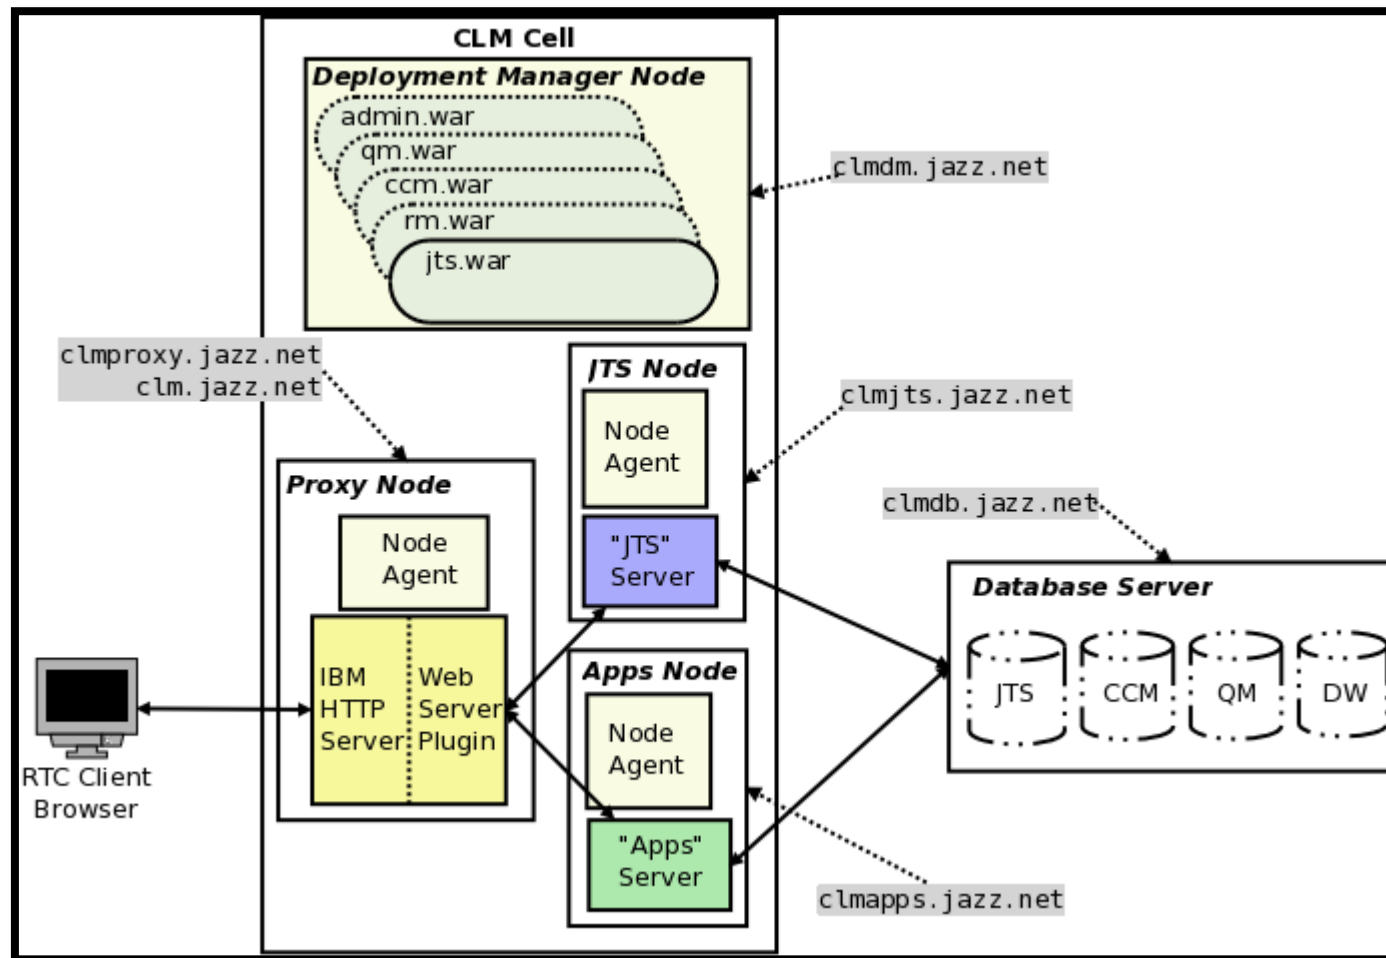 CLM Cell
Deployment Manager Node
admin.war
qm.war
ccm.war
rm.war
jts.war
clmdm.jazz.net
clmproxy.jazz.net
clm.jazz.net
JTS Node
Node
Agent
"JTS"
Server
clmjts.jazz.net
clmdb.jazz.net
Proxy Node
Node
Agent
IBM
HTTP
Server
Web
Server
Plugin
RTC Client
Browser
Apps Node
Node
Agent
"Apps"
Server
clmapps.jazz.net
Database Server
JTS
CCM
QM
DW